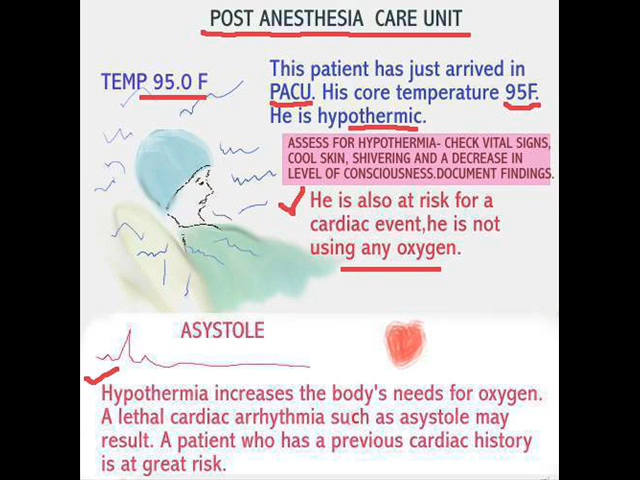 POST ANESTHESIA CARE UNIT
TEMP 95.0 F
This patient has just arrived in
PACU. His core temperature 95F.
He is hypothermic.
ASSESS FOR HYPOTHERMIA- CHECK VITAL SIGNS,
COOL SKIN, SHIVERING AND A DECREASE IN
LEVEL OF CONSCIOUSNESS.DOCUMENT FINDINGS.
He is also at risk for a
cardiac event,he is not
using any oxygen.
ASYSTOLE
Hypothermia increases the body's needs for oxygen.
A lethal cardiac arrhythmia such as asystole may
result. A patient who has a previous cardiac history
is at great risk.